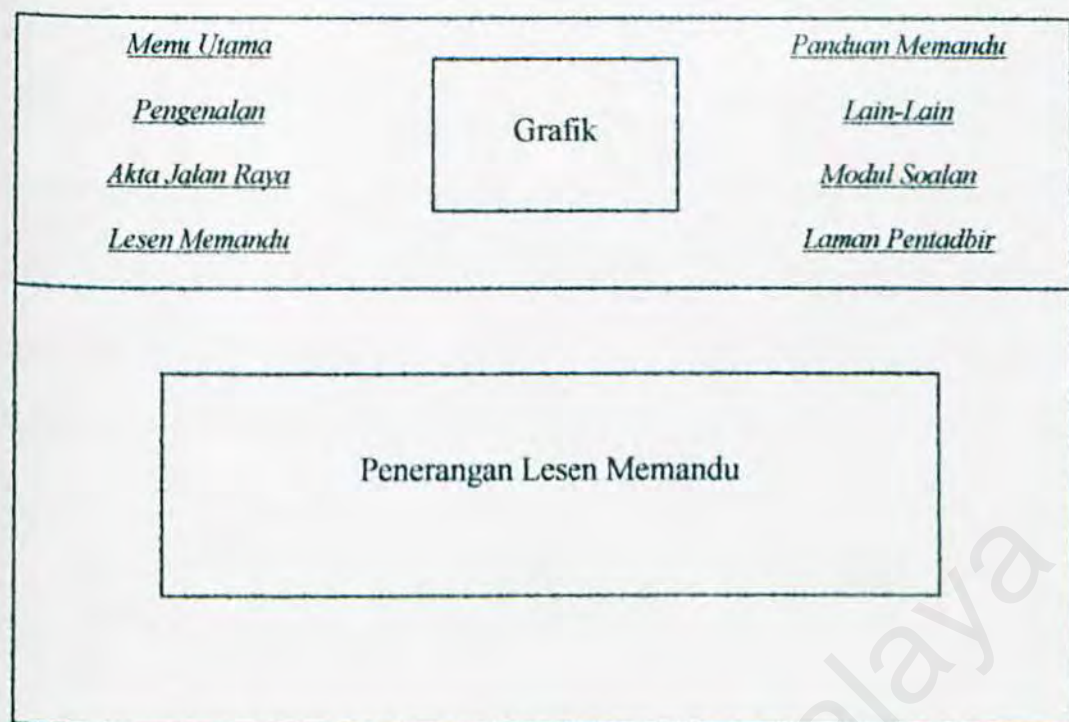 Menu Utama
Pengenalan
Akta Jalan Raya
Lesen Memandu
Grafik
Panduan Memandu
Lain-Lain
Modul Soalan
Laman Pentadbir
Penerangan Lesen Memandu